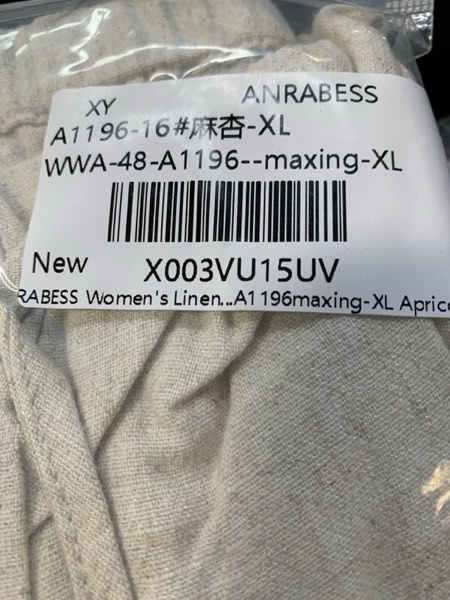 XY ANRABESS
A1196-16#麻杏-XL
WWA-48-A1196--maxing-XL
New X003VU15UV
RABESS Women's Linen...A1196maxing-XL Aprico